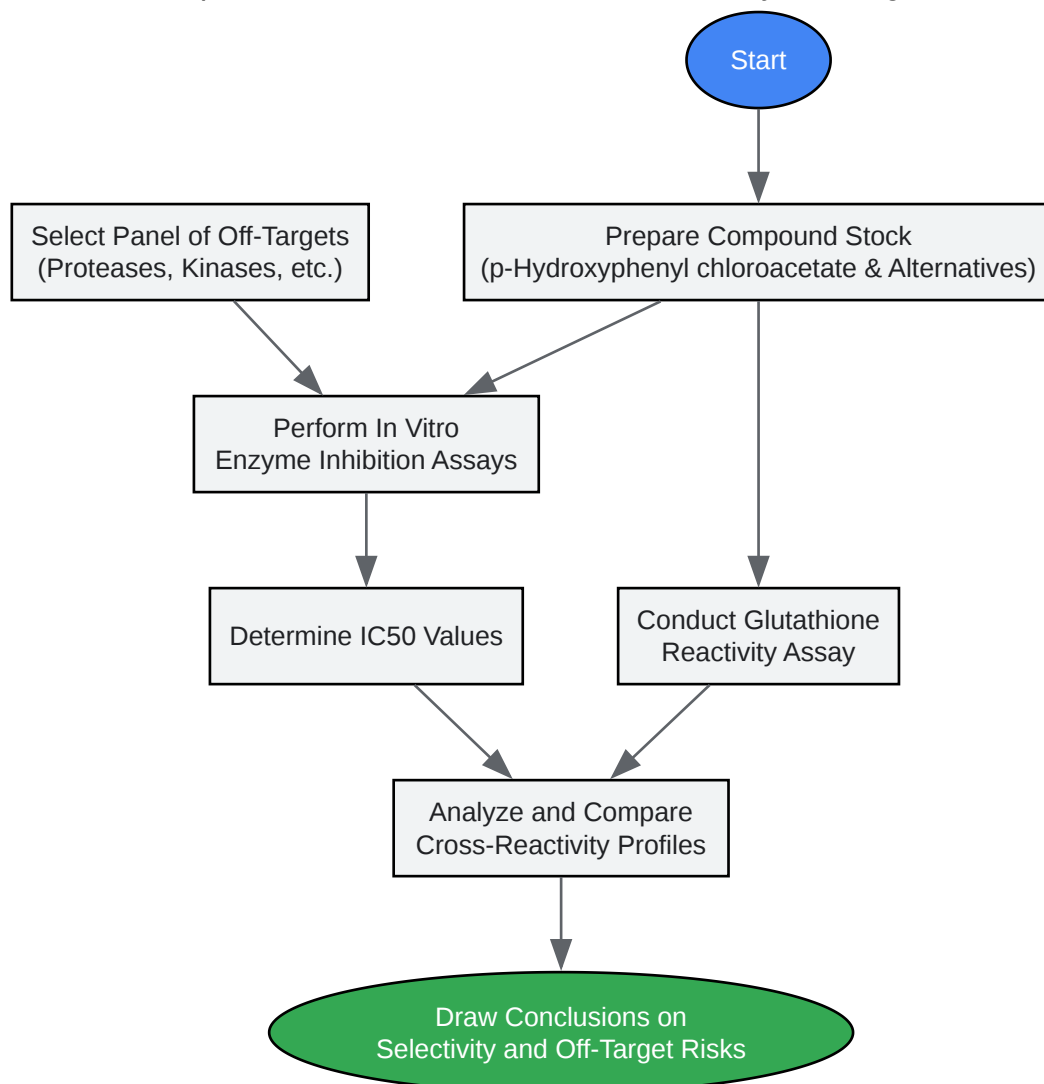 Start
Select Panel of Off-Targets
(Proteases, Kinases, etc.)
Prepare Compound Stock
(p-Hydroxyphenyl chloroacetate & Alternatives)
Perform In Vitro
Enzyme Inhibition Assays
Determine IC50 Values
Conduct Glutathione
Reactivity Assay
Analyze and Compare
Cross-Reactivity Profiles
Draw Conclusions on
Selectivity and Off-Target Risks